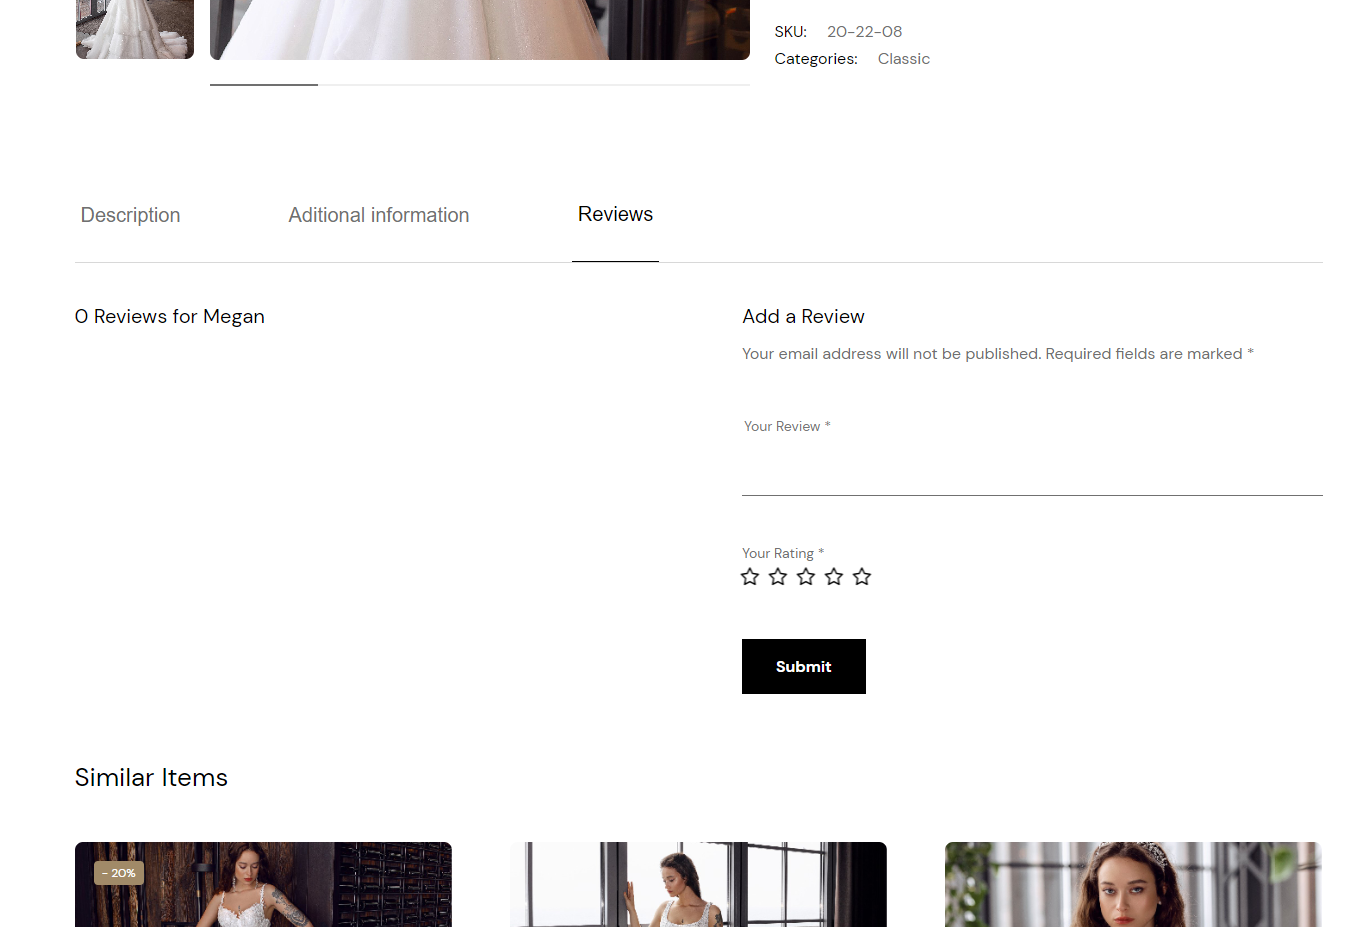 SKU: 20-22-08
Categories: Classic
Description Aditional information Reviews
0 Reviews for Megan
Add a Review
Your email address will not be published. Required fields are marked *
Your Review *
Your Rating *
Submit
Similar Items
- 20%